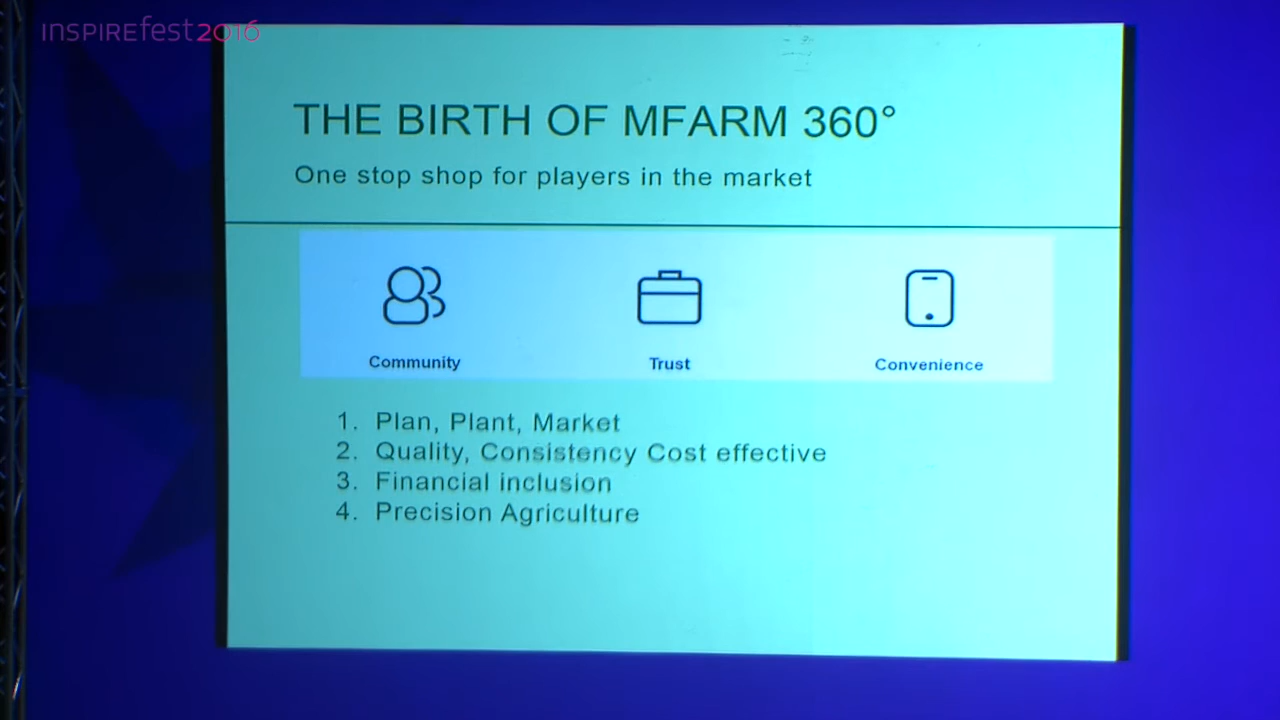 INSPIREfest2016
THE BIRTH OF MFARM 360°
One stop shop for players in the market
Community
Trust
Convenience
1. Plan, Plant, Market
2. Quality, Consistency Cost effective
3. Financial inclusion
4. Precision Agriculture